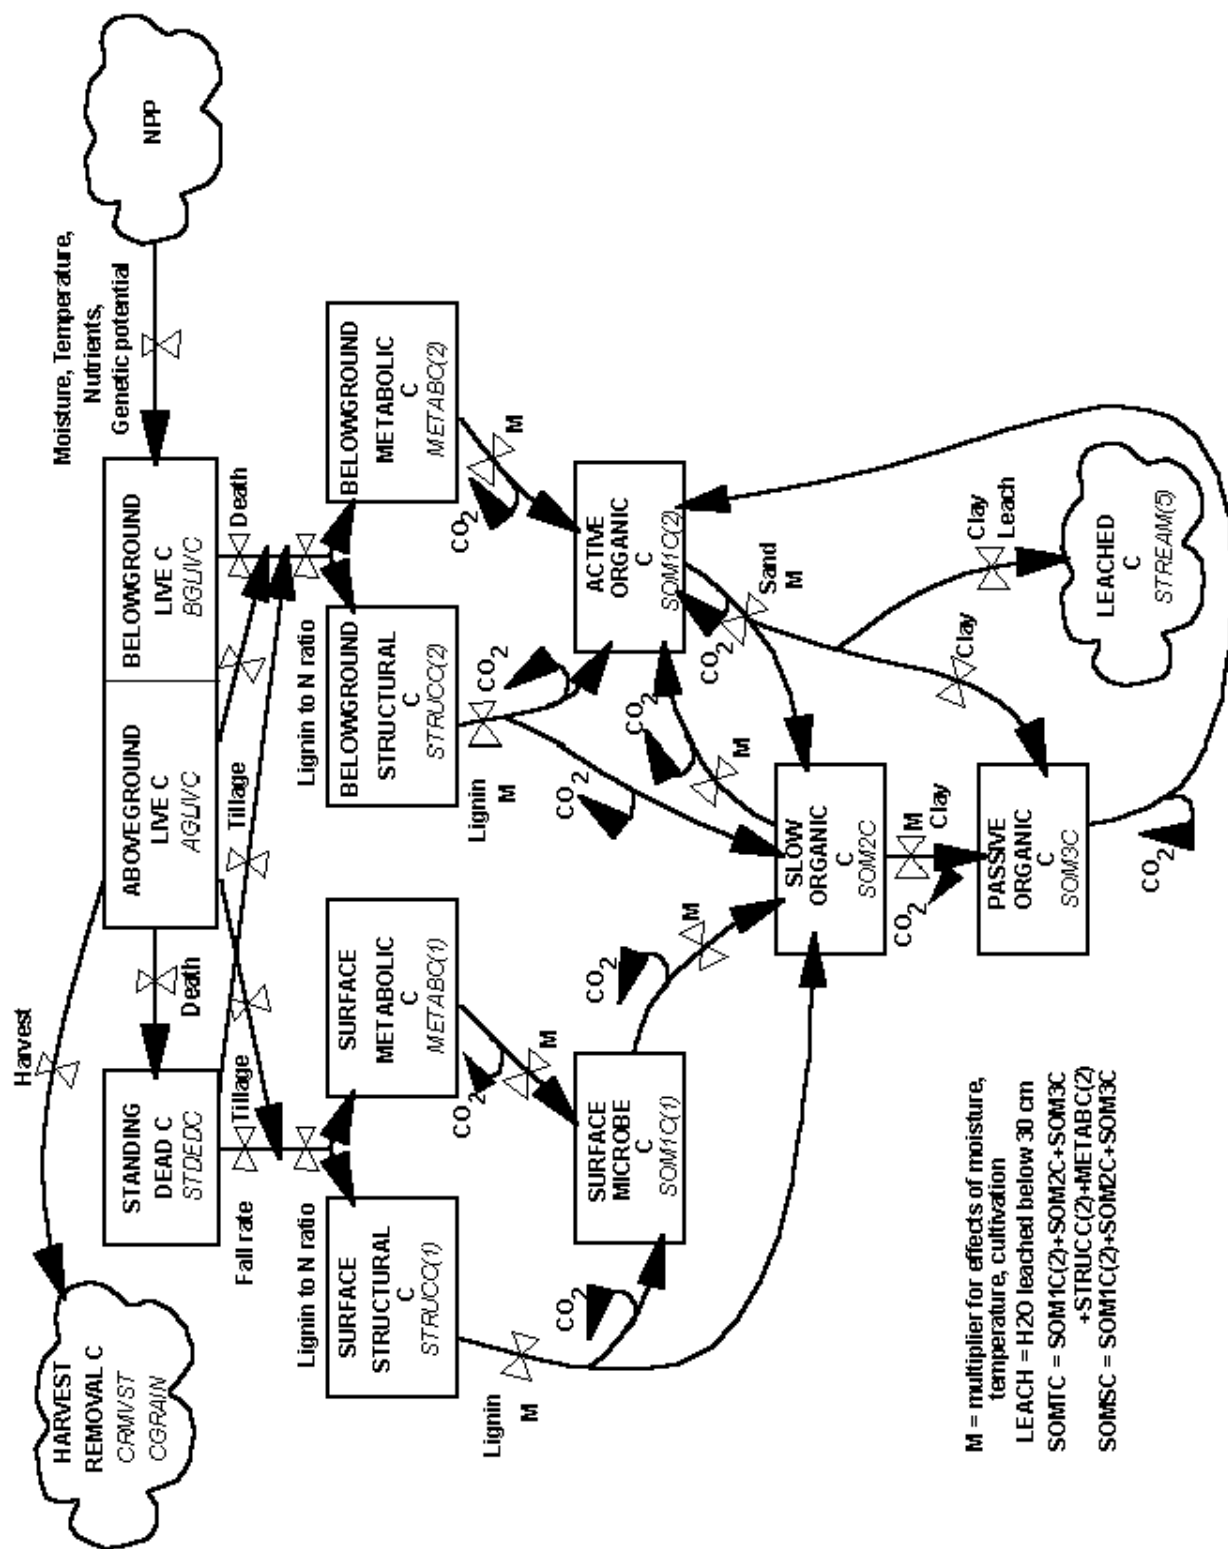 HARVEST
REMOVAL C
CRMVST
CGRAIN
Harvest
NPP
Moisture, Temperature,
Nutrients,
Genetic potential
STANDING
DEAD C
STDEDC
Death
ABOVEGROUND
LIVE C
AGLIVC
BELOWGROUND
LIVE C
BGLIVC
Fall rate
Tillage
Tillage
Death
Lignin to N ratio
Lignin to N ratio
SURFACE
STRUCTURAL
C
STRUCC(1)
SURFACE
METABOLIC
C
METABC(1)
BELOWGROUND
STRUCTURAL
C
STRUCC(2)
BELOWGROUND
METABOLIC
C
METABC(2)
Lignin
M
CO2
M
Lignin
M
CO2
CO2
M
CO2
CO2
SURFACE
MICROBE
C
SOM1C(1)
ACTIVE
ORGANIC
C
SOM1C(2)
CO2
M
CO2
M
CO2
Sand
M
SLOW
ORGANIC
C
SOM2C
CO2
M
Clay
Clay
Clay
Leach
PASSIVE
ORGANIC
C
SOM3C
LEACHED
C
STREAM(5)
CO2
M = multiplier for effects of moisture,
temperature, cultivation
LEACH = H2O leached below 30 cm
SOMTC = SOM1C(2)+SOM2C+SOM3C
+STRUCC(2)+METABC(2)
SOMSC = SOM1C(2)+SOM2C+SOM3C